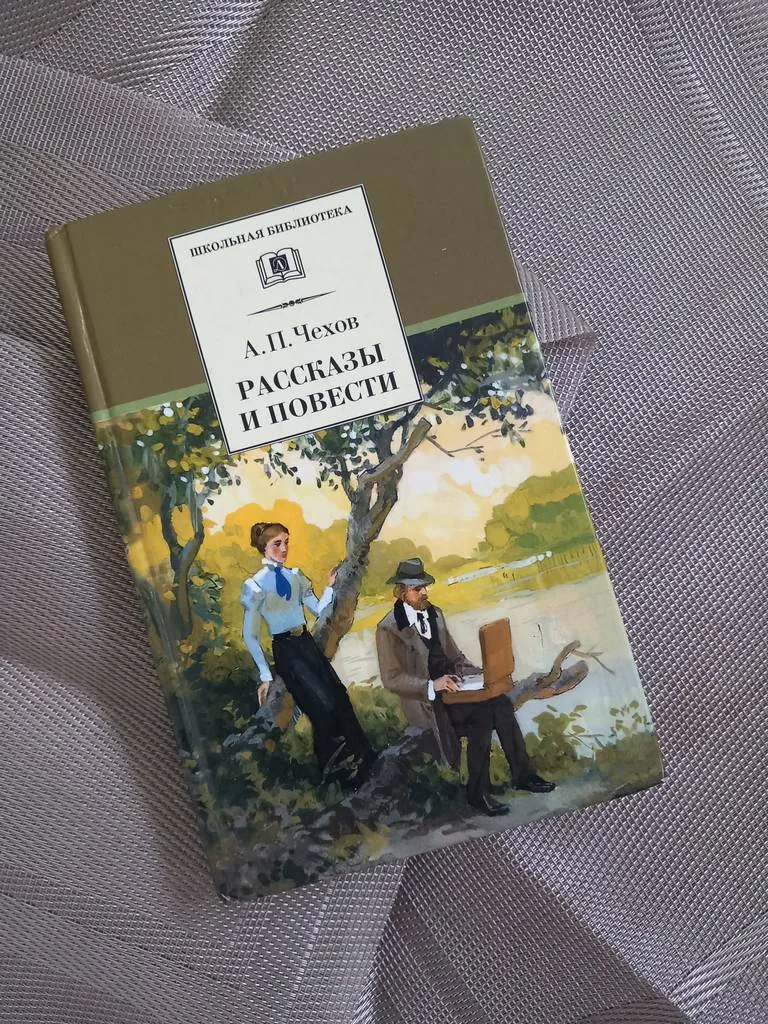 ШКОЛЬНАЯ БИБЛИОТЕКА
Д
А.П.Чехов
РАССКАЗЫ
И ПОВЕСТИ